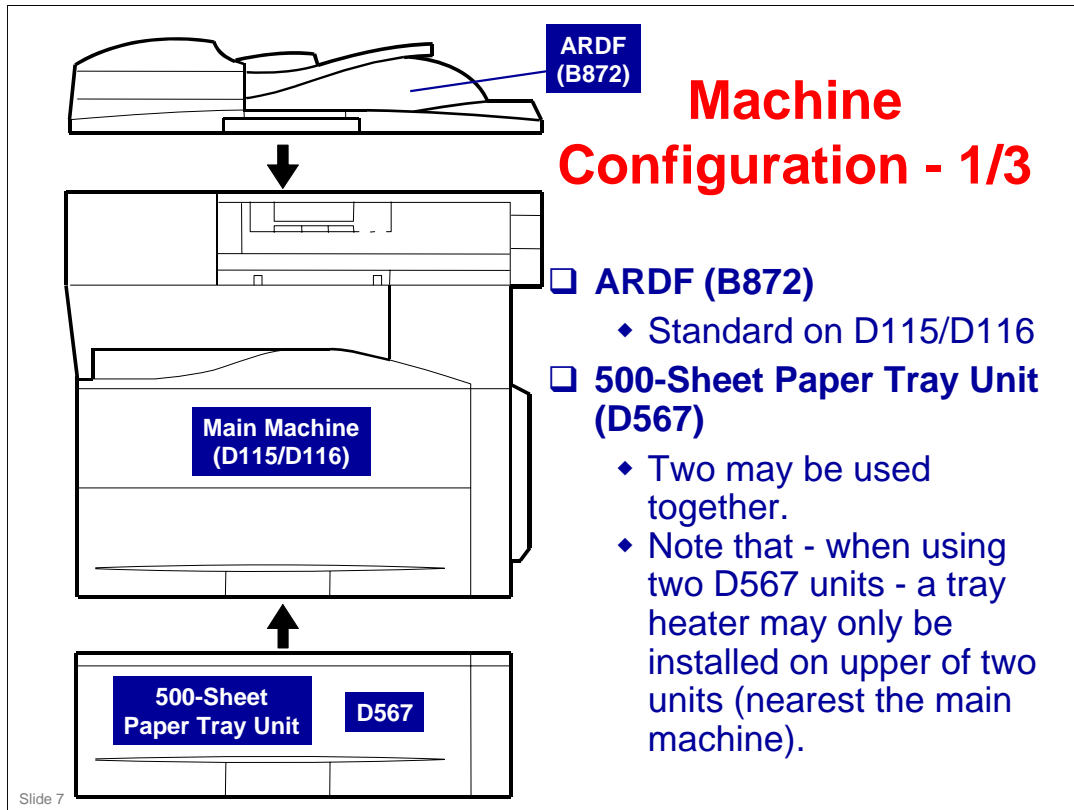 ARDF
(B872)
Machine
Configuration - 1/3
❑ ARDF (B872)
◆ Standard on D115/D116
❑ 500-Sheet Paper Tray Unit
(D567)
◆ Two may be used
together.
◆ Note that - when using
two D567 units - a tray
heater may only be
installed on upper of two
units (nearest the main
machine).
Main Machine
(D115/D116)
500-Sheet
Paper Tray Unit
D567
Slide 7